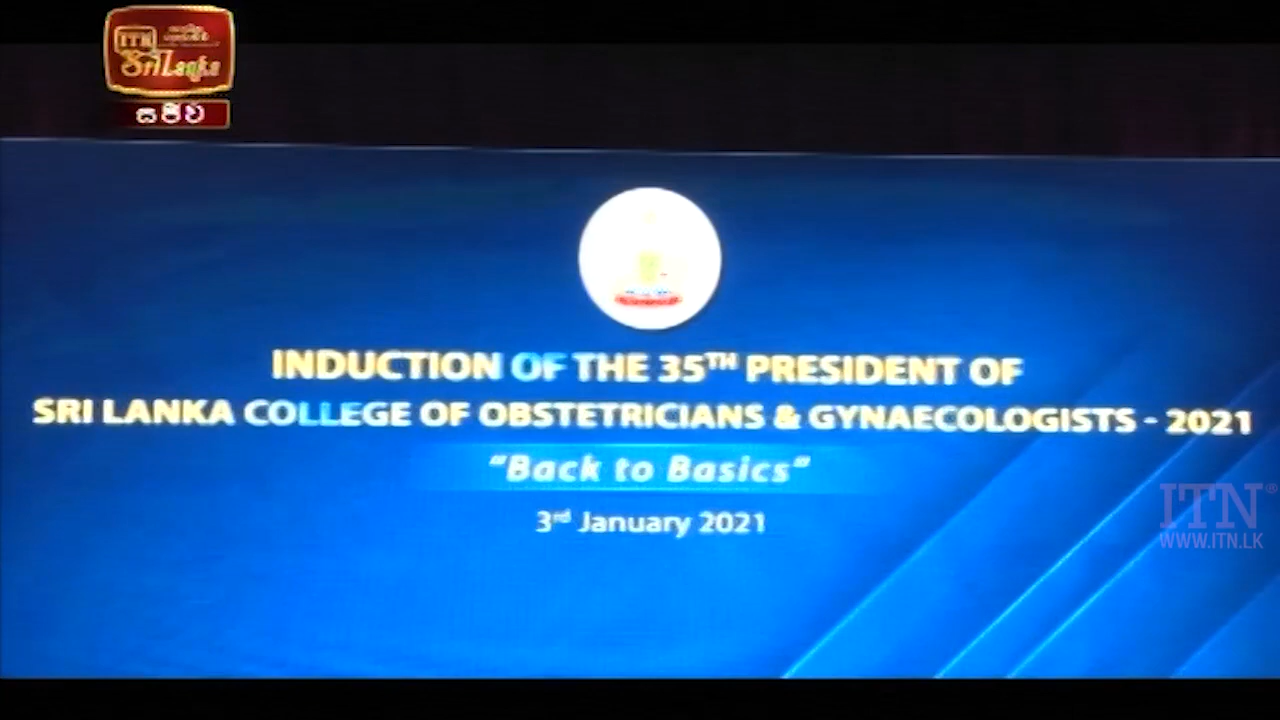 ITN
Sri Lanka
සජීව
INDUCTION OF THE 35TH PRESIDENT OF
SRI LANKA COLLEGE OF OBSTETRICIANS & GYNAECOLOGISTS - 2021
“Back to Basics”
3rd January 2021
ITN®
WWW.ITN.LK